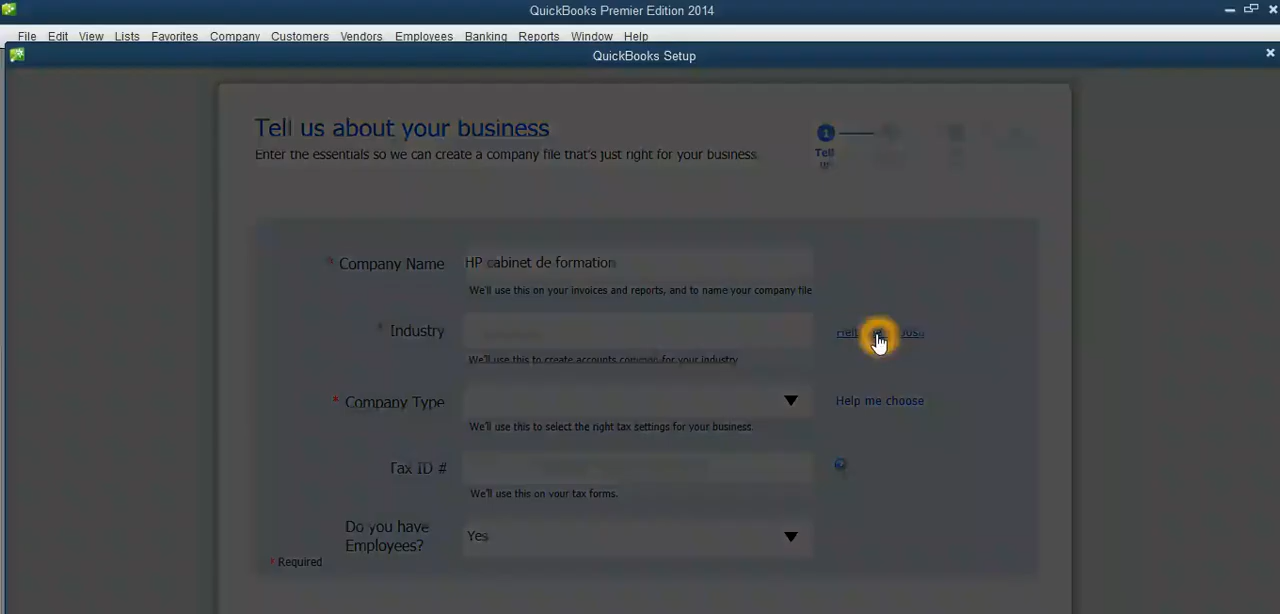 QuickBooks Premier Edition 2014
File Edit View Lists Favorites Company Customers Vendors Employees Banking Reports Window Help
QuickBooks Setup
Tell us about your business
Enter the essentials so we can create a company file that's just right for your business
1
Tell
us
* Company Name HP cabinet de formation
We'll use this on your invoices and reports, and to name your company file
* Industry
We'll use this to create accounts common for your industry
* Company Type Help me choose
We'll use this to select the right tax settings for your business.
Tax ID #
We'll use this on your tax forms.
Do you have
Employees? Yes
* Required